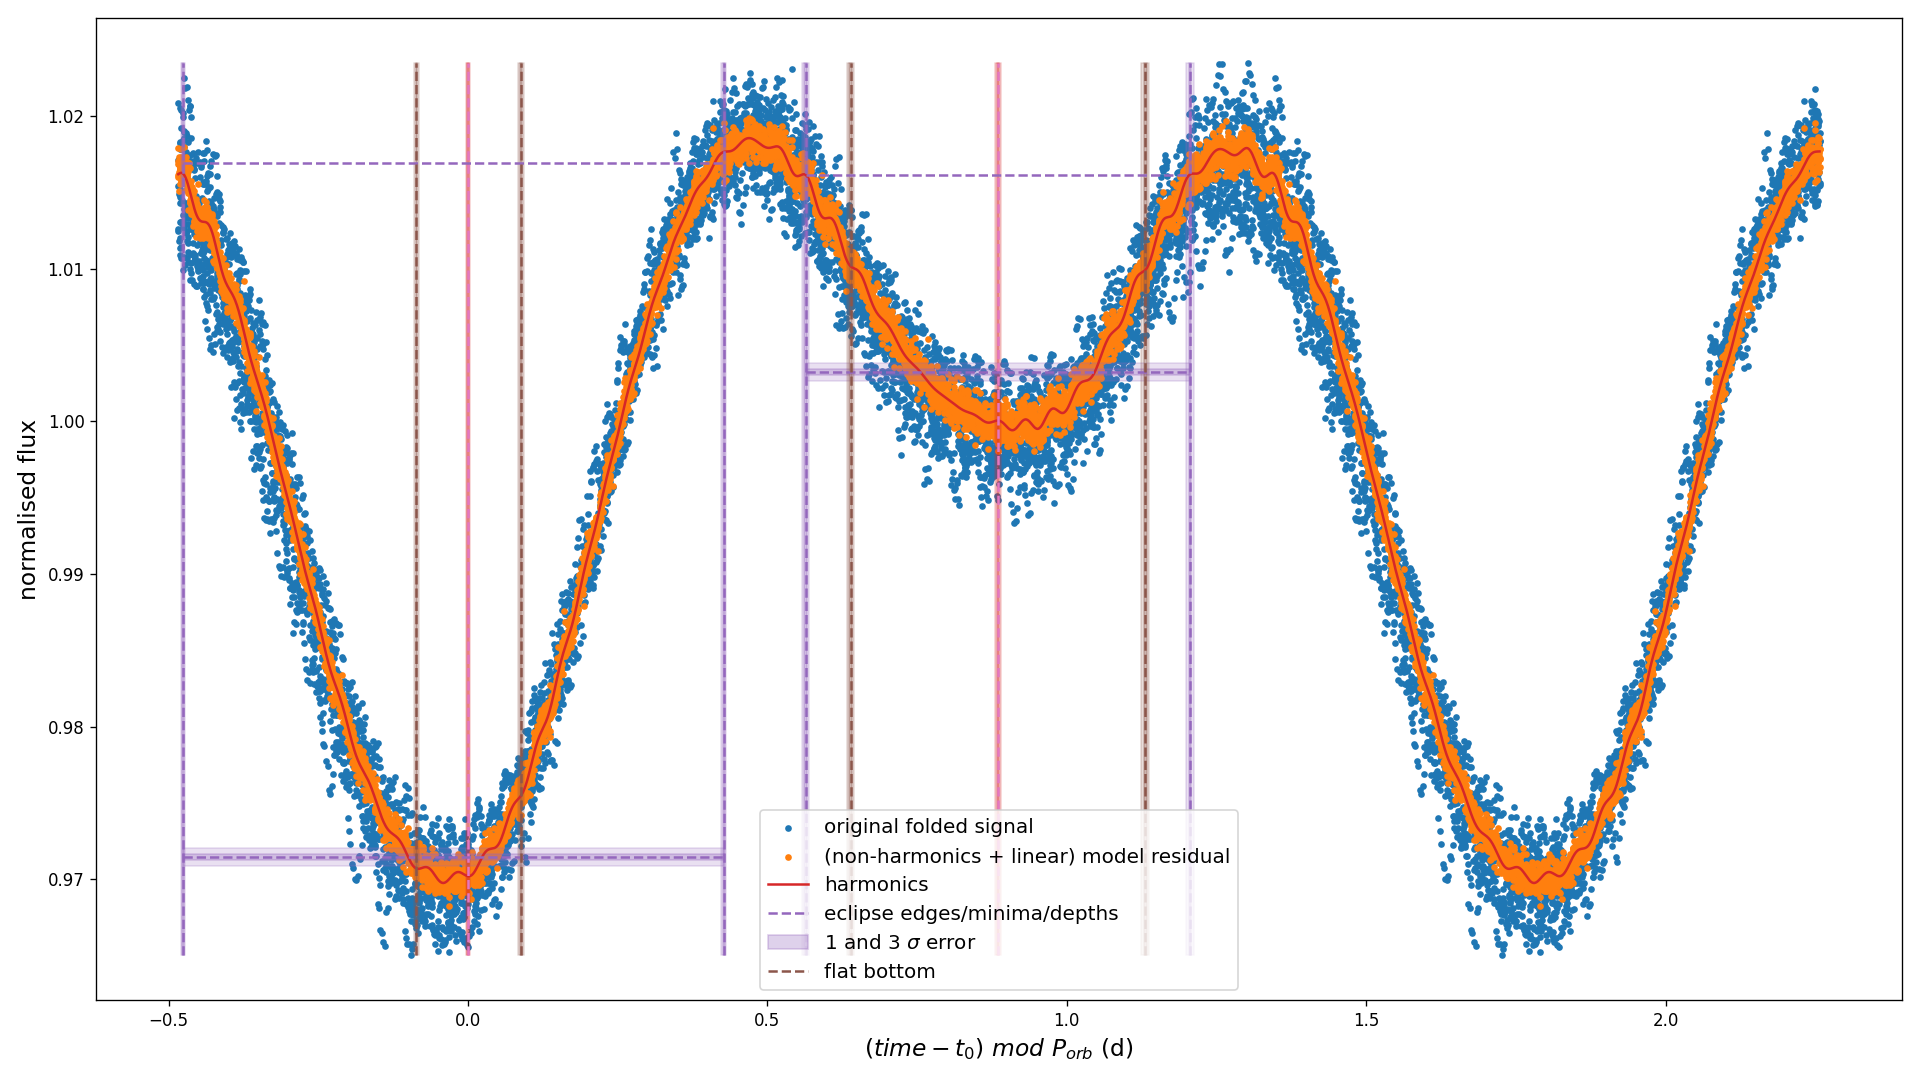 normalised flux
1.02
1.01
1.00
0.99
0.98
0.97
original folded signal
(non-harmonics + linear) model residual
harmonics
eclipse edges/minima/depths
1 and 3 σ error
flat bottom
−0.5 0.0 0.5 1.0 1.5 2.0
(time − t₀) mod P_orb (d)